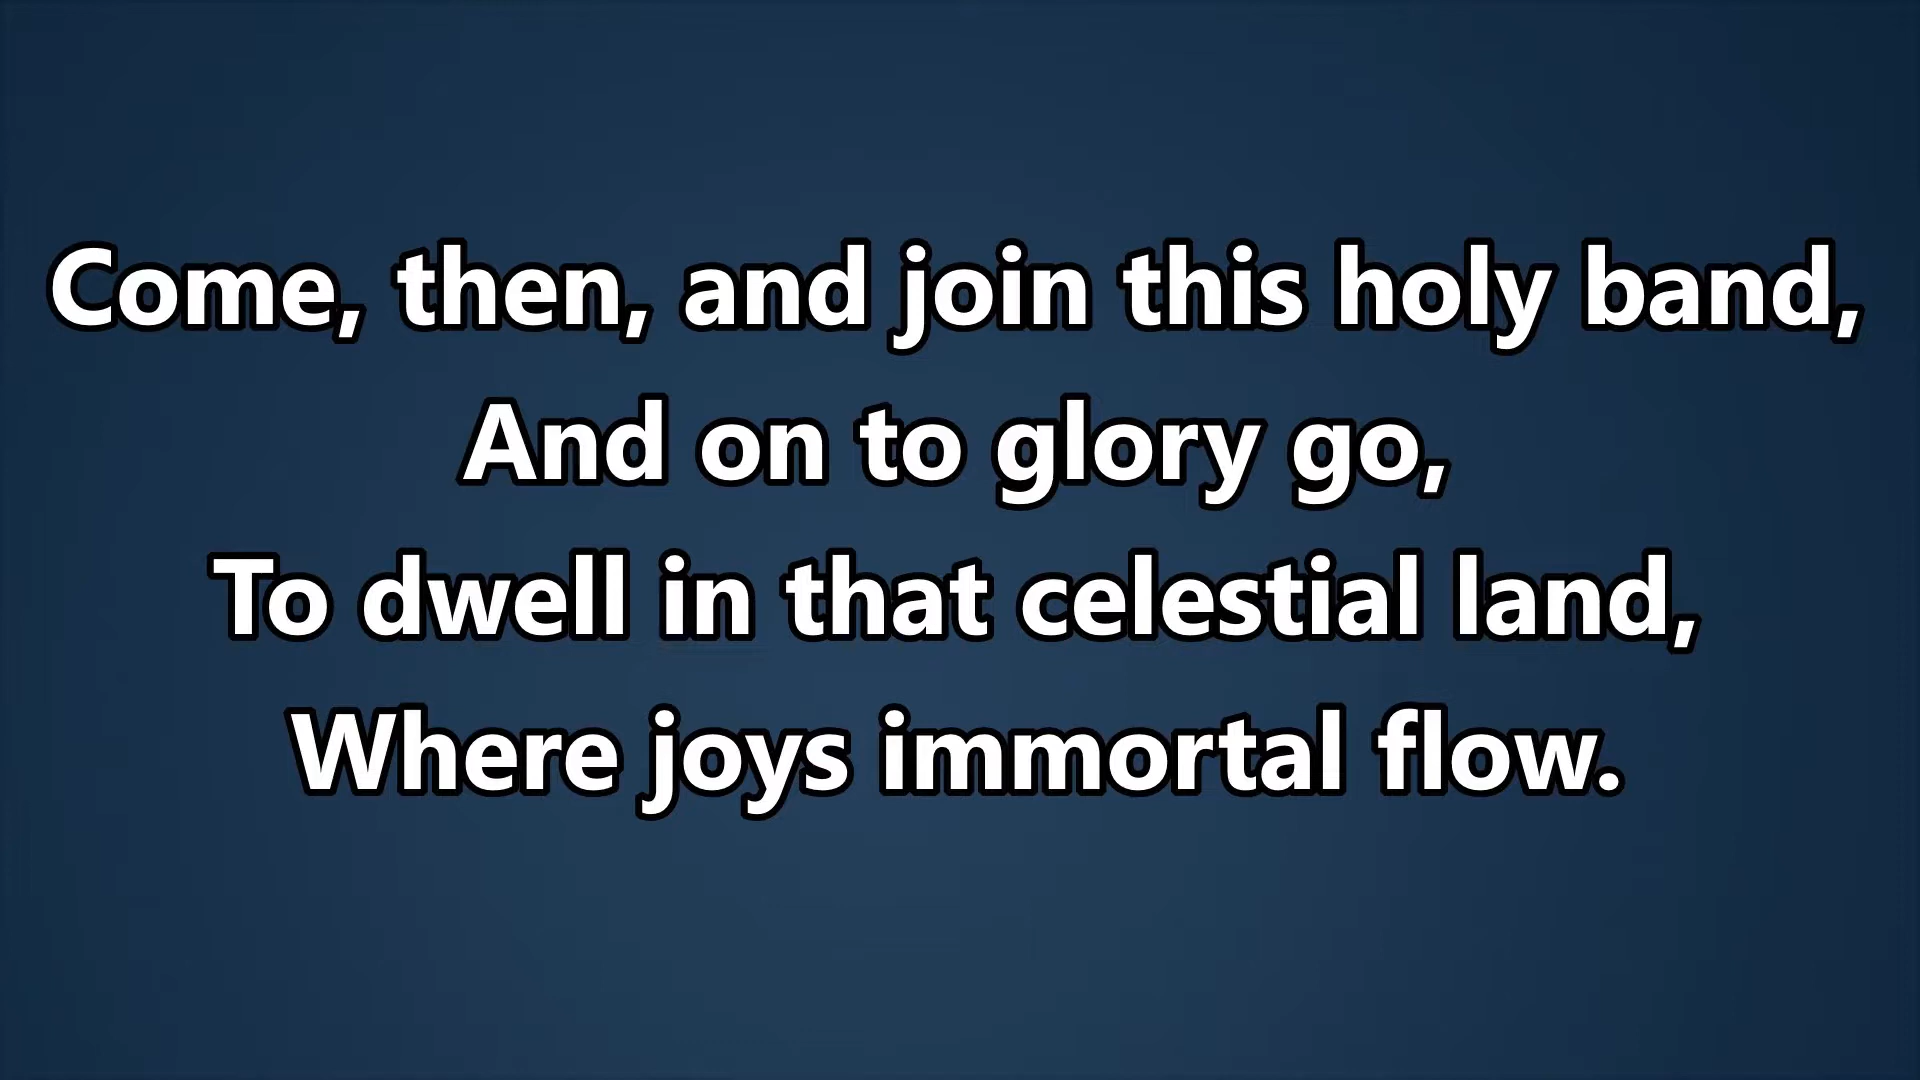 Come, then, and join this holy band,
And on to glory go,
To dwell in that celestial land,
Where joys immortal flow.